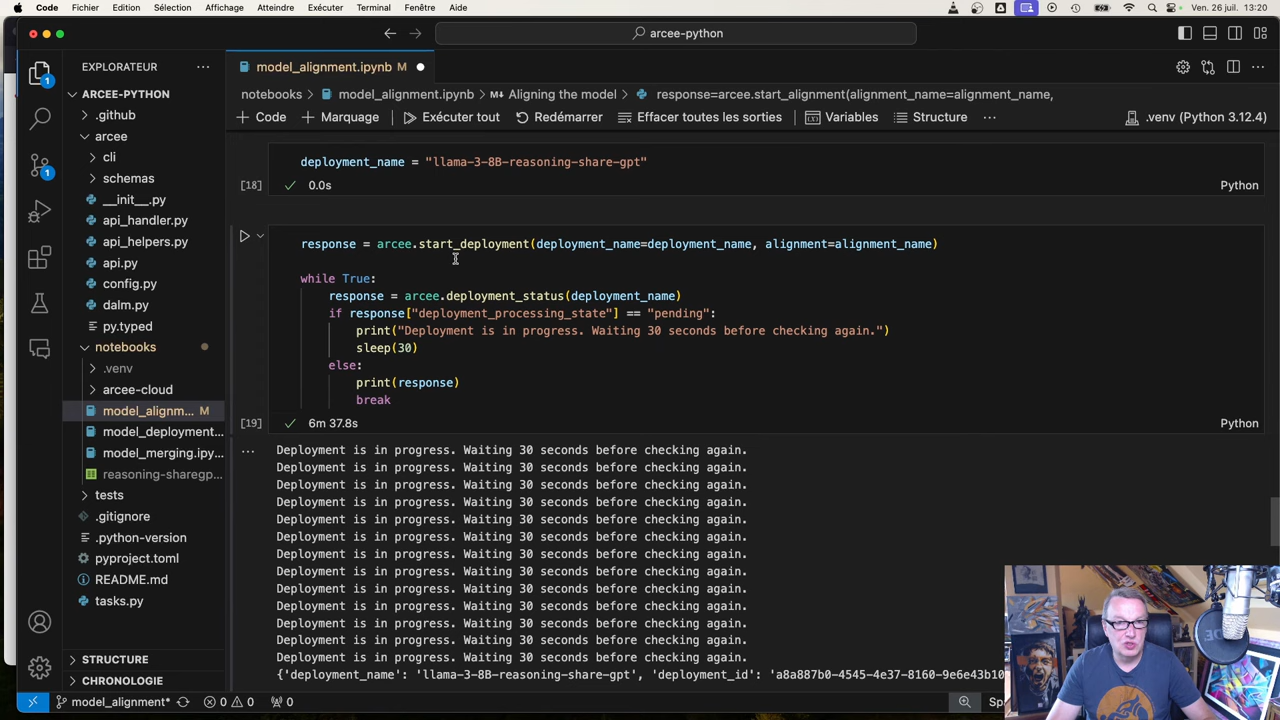 Code Fichier Edition Sélection Affichage Atteindre Exécuter Terminal Fenêtre Aide Ven. 26 juil. 13:20
arcee-python
EXPLORATEUR
model_alignment.ipynb M
notebooks model_alignment.ipynb Aligning the model response=arcee.start_alignment(alignment_name=alignment_name,
Code Marquage Exécuter tout Redémarrer Effacer toutes les sorties Variables Structure .venv (Python 3.12.4)
ARCEE-PYTHON
.github
arcee
cli
schemas
__init__.py
api_handler.py
api_helpers.py
api.py
config.py
dalm.py
py.typed
notebooks
.venv
arcee-cloud
model_alignm... M
model_deployment...
model_merging.ipy...
reasoning-sharegp...
tests
.gitignore
.python-version
pyproject.toml
README.md
tasks.py
STRUCTURE
CHRONOLOGIE
1
1
deployment_name = "llama-3-8B-reasoning-share-gpt"
[18] 0.0s Python
response = arcee.start_deployment(deployment_name=deployment_name, alignment=alignment_name)
while True:
response = arcee.deployment_status(deployment_name)
if response["deployment_processing_state"] == "pending":
print("Deployment is in progress. Waiting 30 seconds before checking again.")
sleep(30)
else:
print(response)
break
[19] 6m 37.8s Python
Deployment is in progress. Waiting 30 seconds before checking again.
Deployment is in progress. Waiting 30 seconds before checking again.
Deployment is in progress. Waiting 30 seconds before checking again.
Deployment is in progress. Waiting 30 seconds before checking again.
Deployment is in progress. Waiting 30 seconds before checking again.
Deployment is in progress. Waiting 30 seconds before checking again.
Deployment is in progress. Waiting 30 seconds before checking again.
Deployment is in progress. Waiting 30 seconds before checking again.
Deployment is in progress. Waiting 30 seconds before checking again.
Deployment is in progress. Waiting 30 seconds before checking again.
Deployment is in progress. Waiting 30 seconds before checking again.
Deployment is in progress. Waiting 30 seconds before checking again.
Deployment is in progress. Waiting 30 seconds before checking again.
{'deployment_name': 'llama-3-8B-reasoning-share-gpt', 'deployment_id': 'a8a887b0-4545-4e37-8160-9e6e43b10
model_alignment* 0 0 0